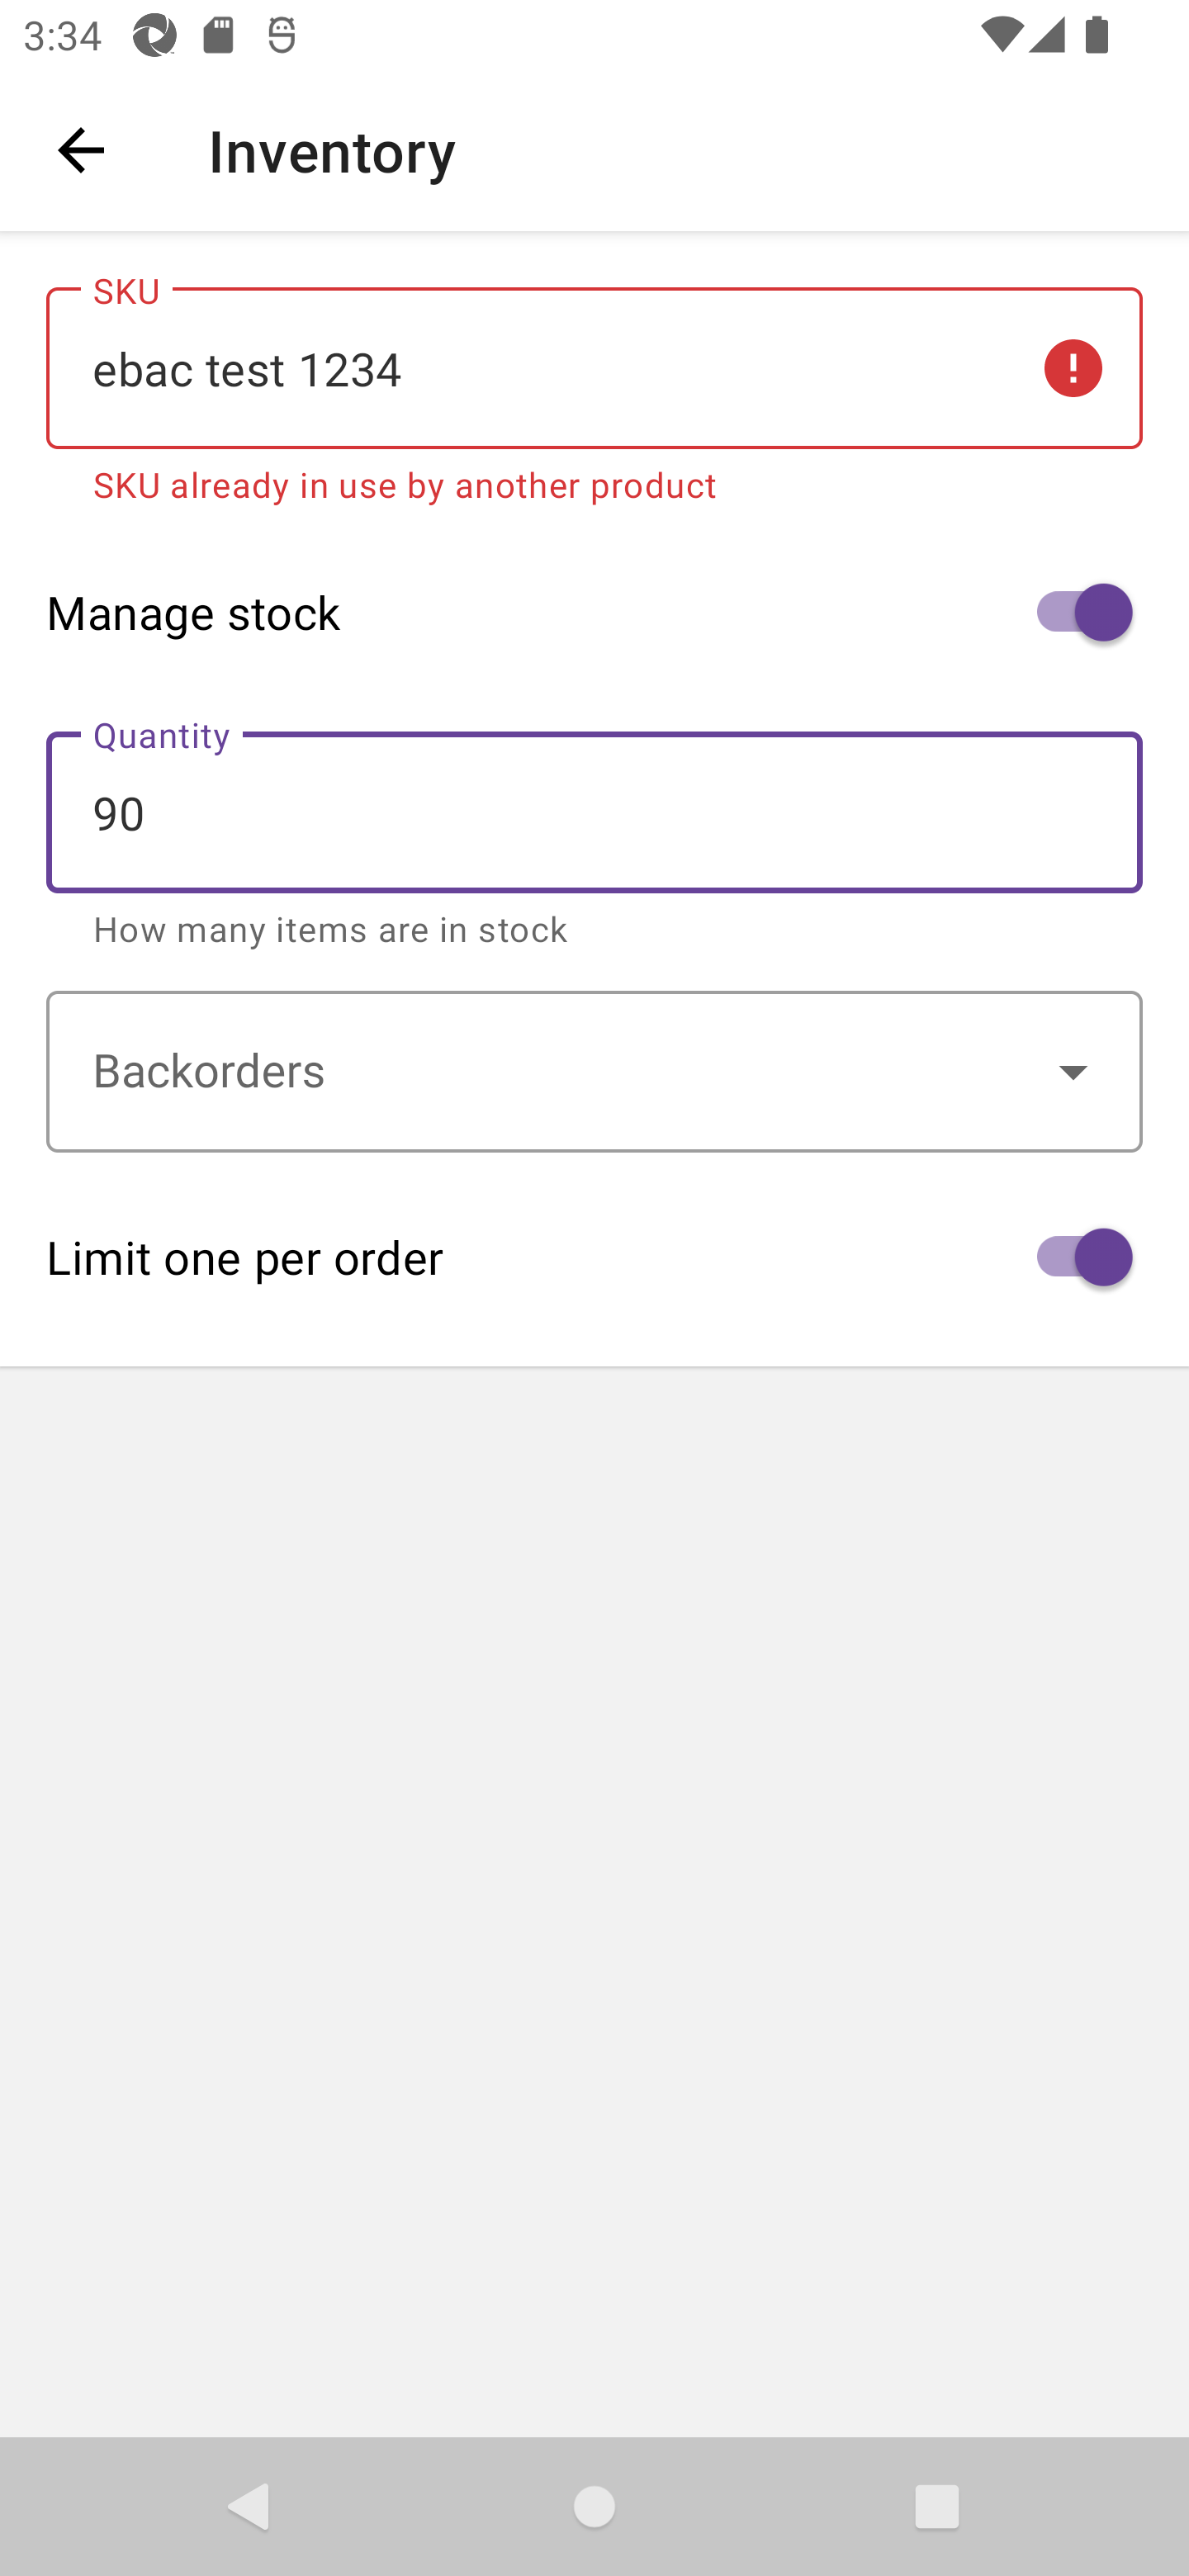 3:34
Inventory
SKU
ebac test 1234
SKU already in use by another product
Manage stock
Quantity
90
How many items are in stock
Backorders
Limit one per order